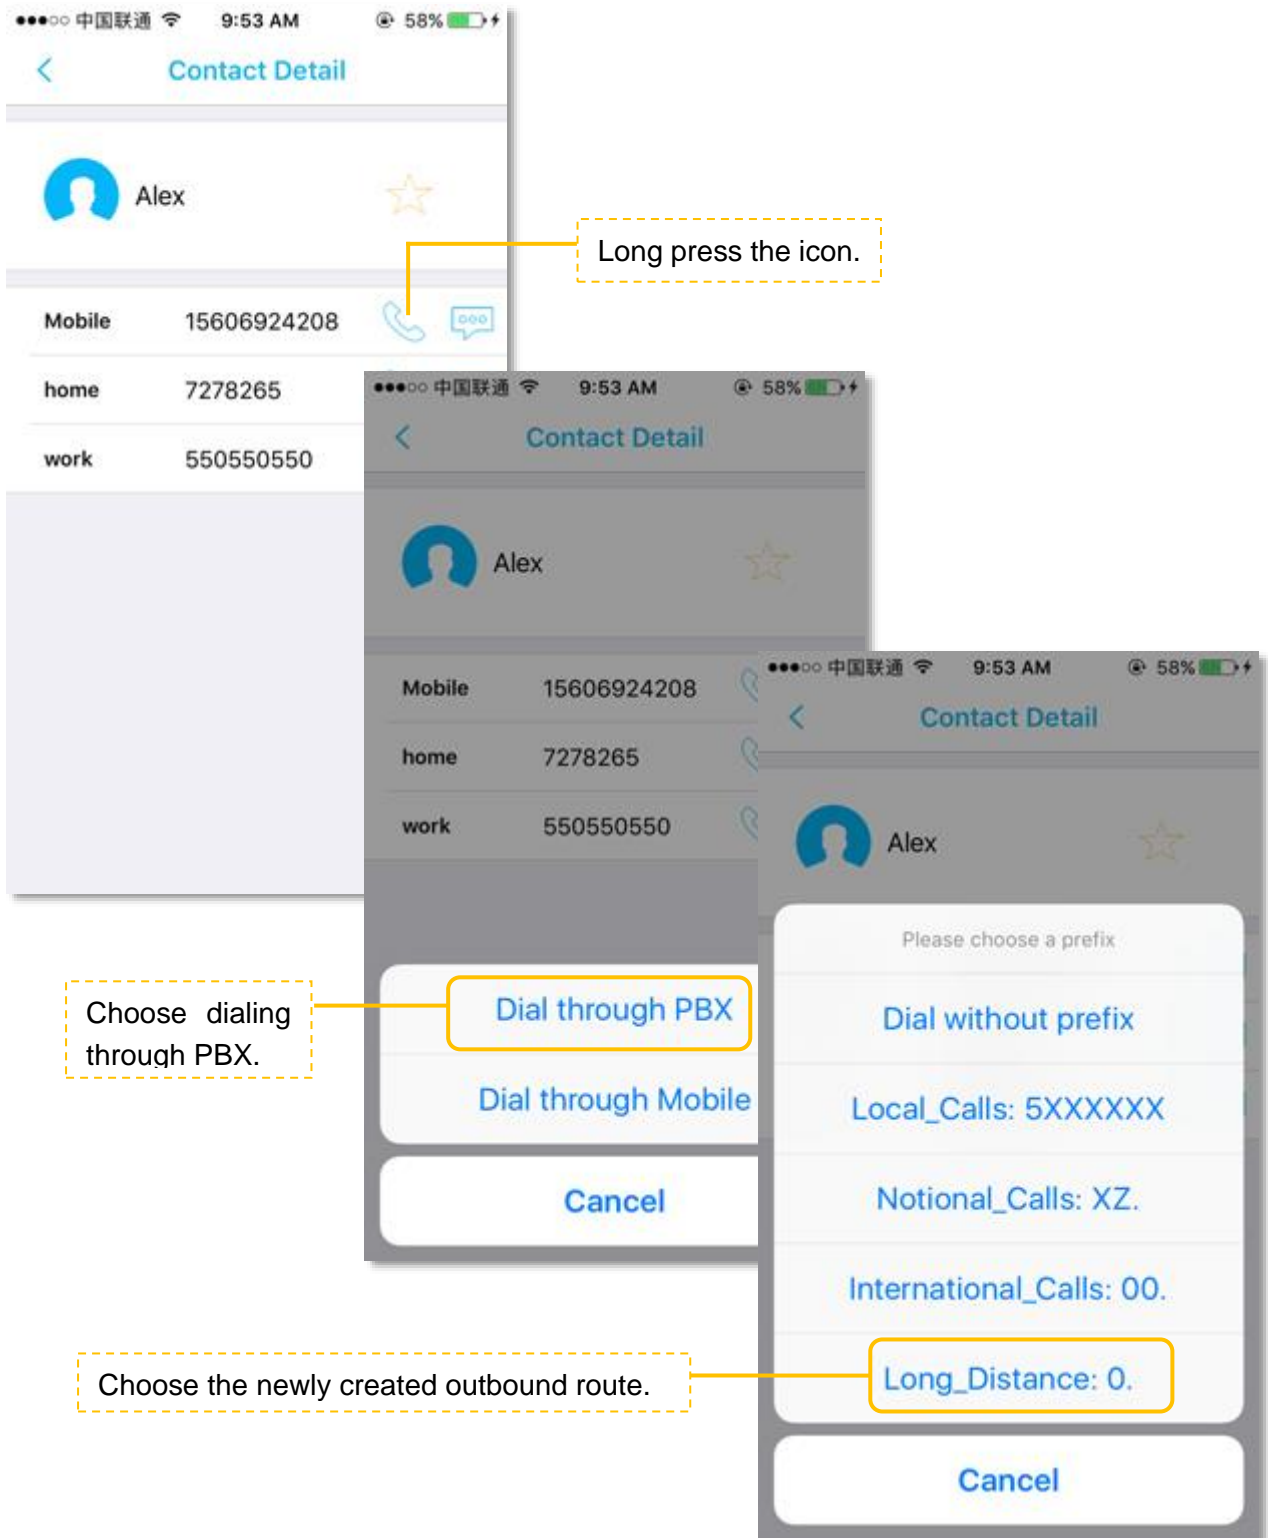 中国联通 9:53 AM 58%
Contact Detail
Alex
Long press the icon.
Mobile 15606924208
home 7278265
work 550550550
中国联通 9:53 AM 58%
Contact Detail
Alex
Mobile 15606924208
home 7278265
work 550550550
Choose dialing
through PBX.
Dial through PBX
Dial through Mobile
Cancel
中国联通 9:53 AM 58%
Contact Detail
Alex
Please choose a prefix
Dial without prefix
Local_Calls: 5XXXXXX
Notional_Calls: XZ.
International_Calls: 00.
Choose the newly created outbound route.
Long_Distance: 0.
Cancel